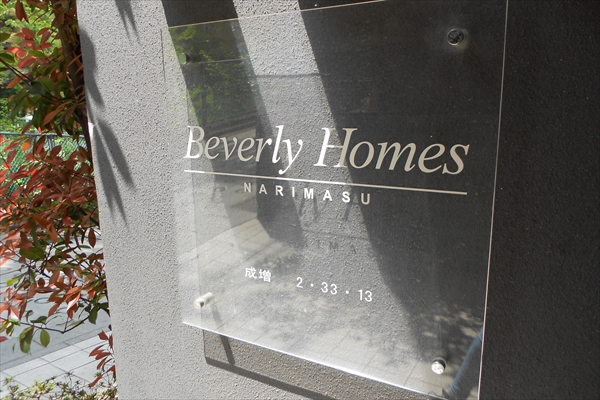 Beverly Homes
NARIMASU
成増 2・33・13